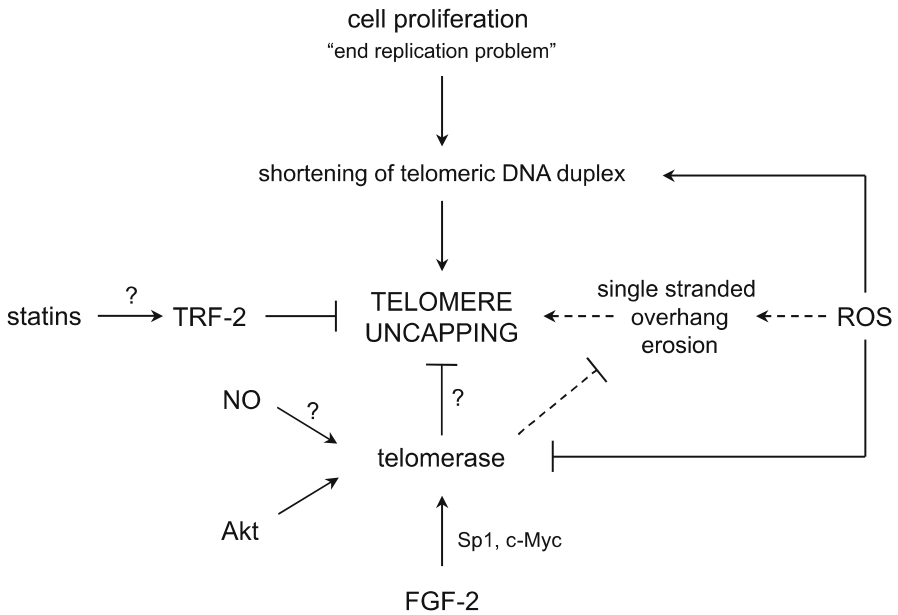 cell proliferation
“end replication problem”
shortening of telomeric DNA duplex
statins
?
TRF-2
TELOMERE
UNCAPPING
single stranded
overhang
erosion
ROS
NO
?
?
telomerase
Akt
Sp1, c-Myc
FGF-2